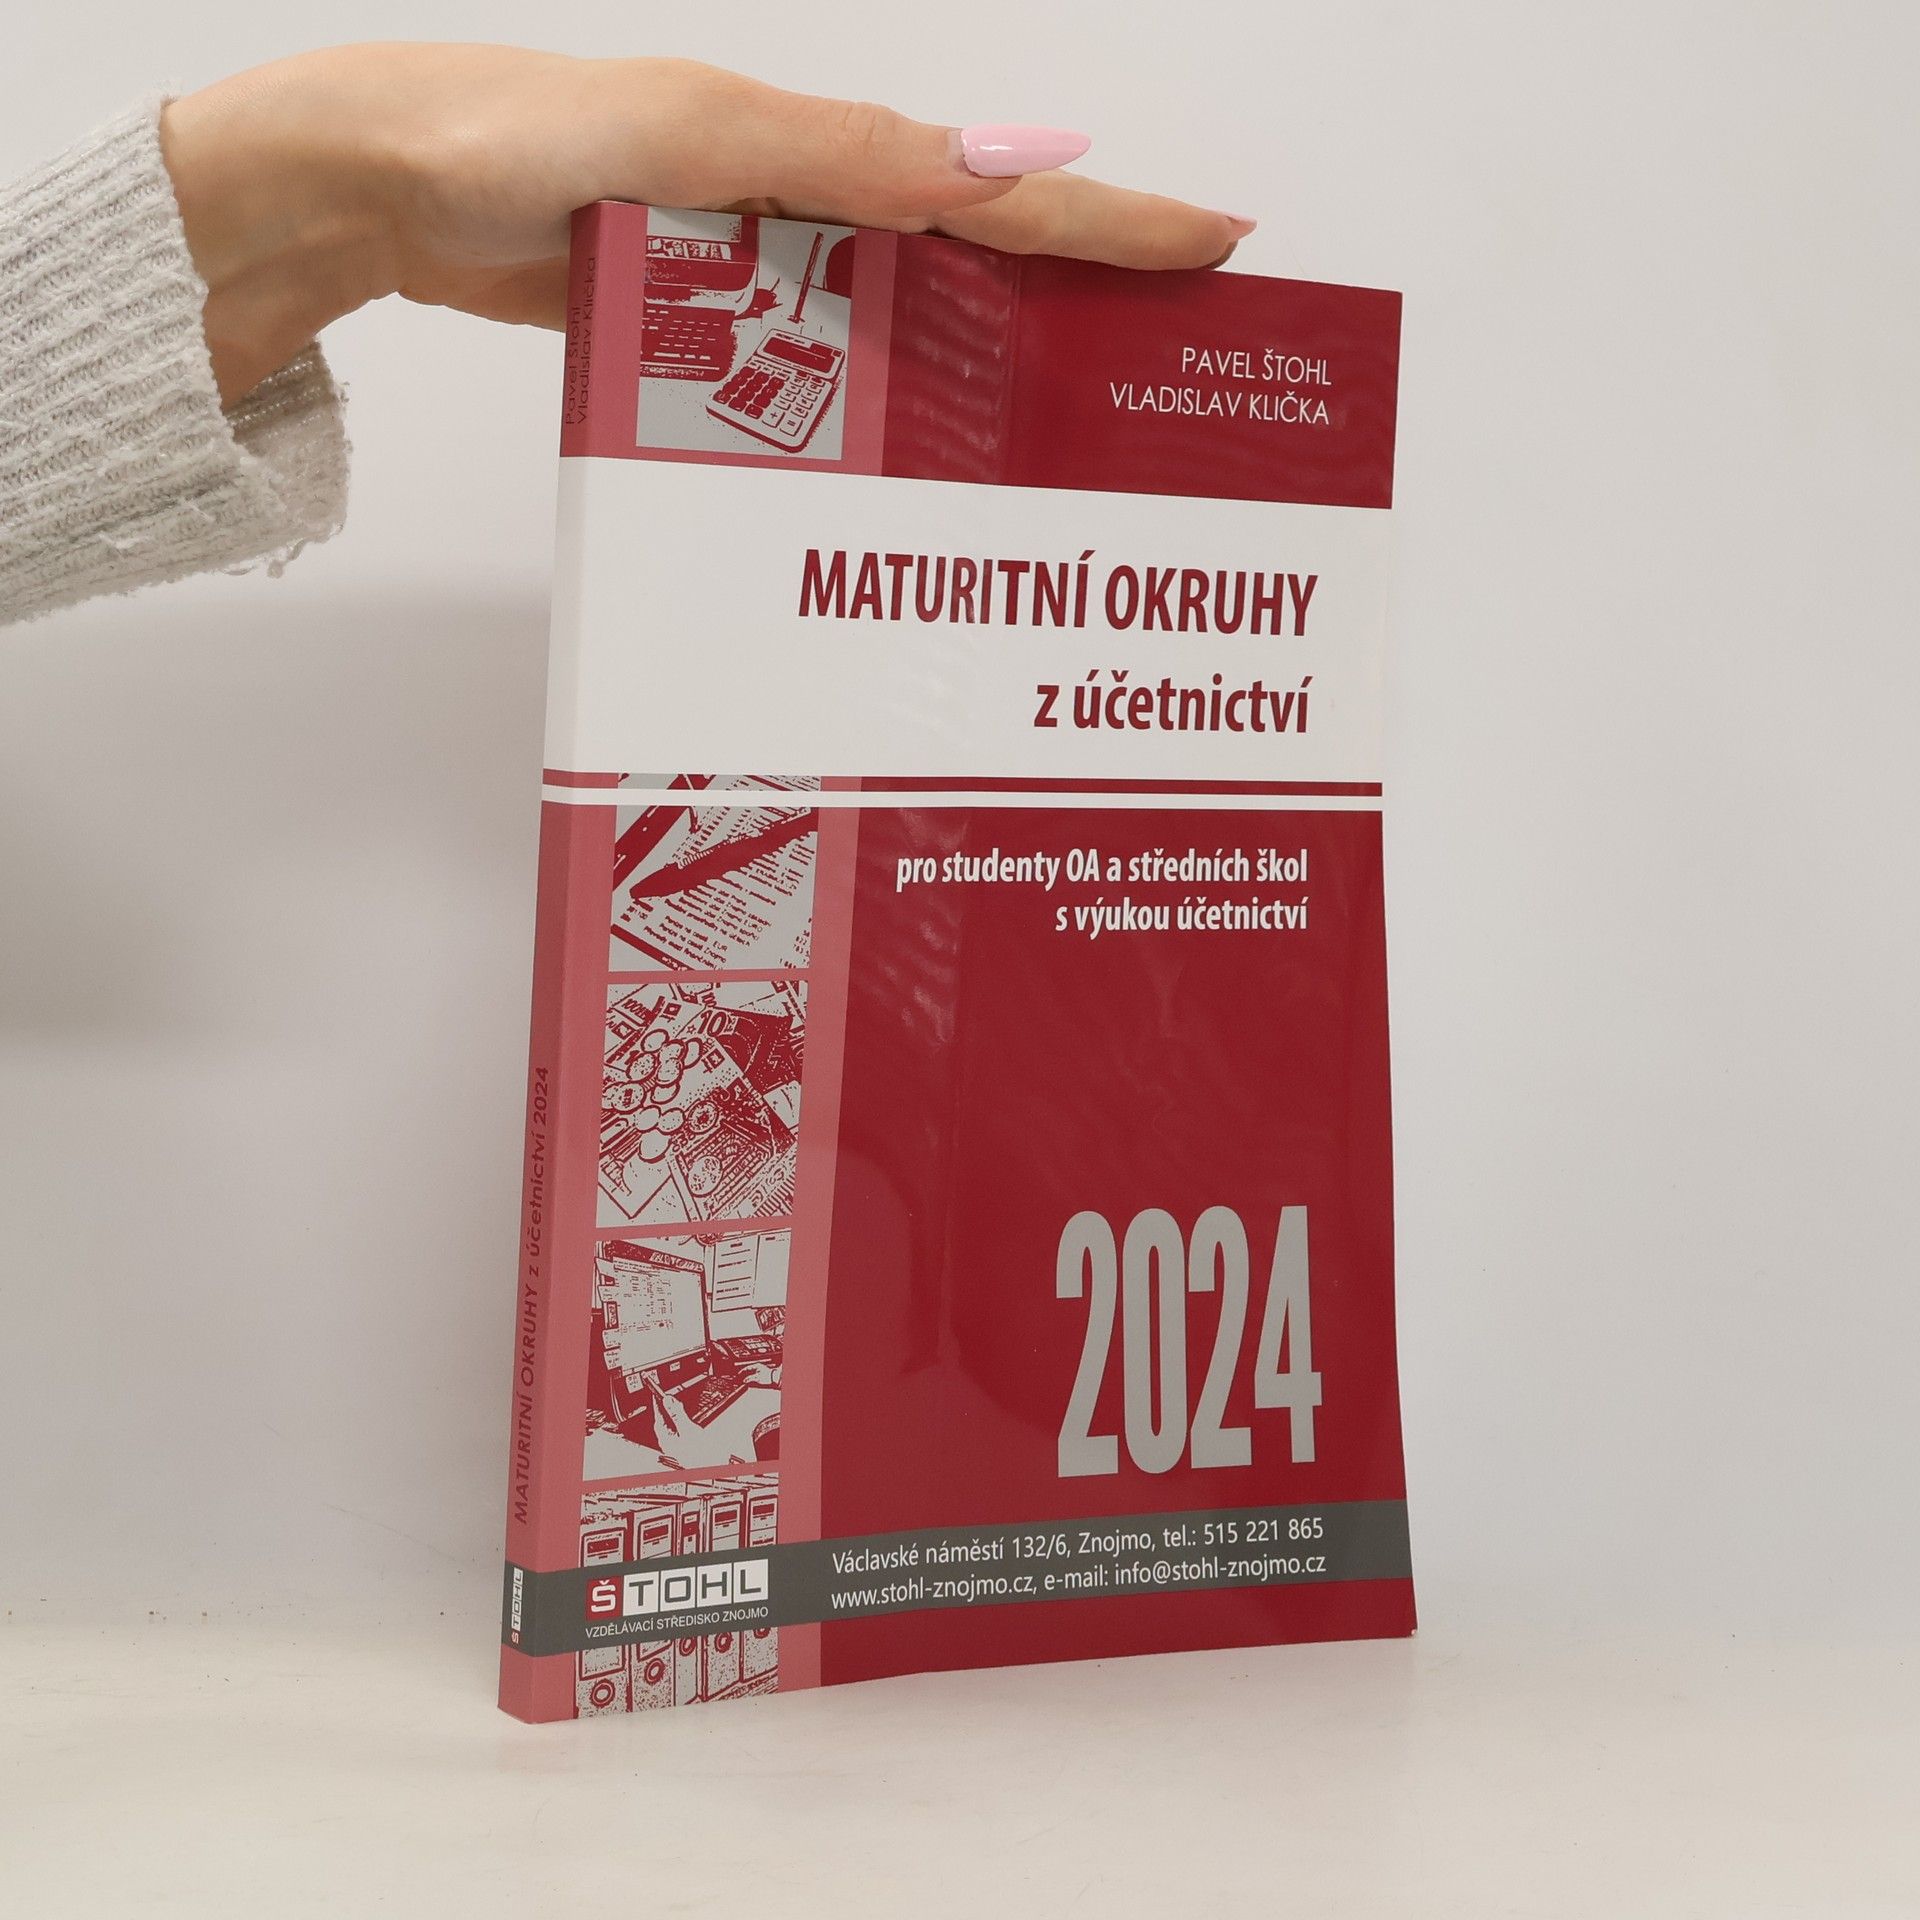 PAVEL ŠTOHL
VLADISLAV KLIČKA
MATURITNÍ OKRUHY
z účetnictví
pro studenty OA a středních škol
s výukou účetnictví
2024
Václavské náměstí 132/6, Znojmo, tel.: 515 221 865
www.stohl-znojmo.cz, e-mail: info@stohl-znojmo.cz
ŠTOHL
VZDĚLÁVACÍ STŘEDISKO ZNOJMO
Pavel Štohl
Vladislav Klička
MATURITNÍ OKRUHY z účetnictví 2024
ŠTOHL